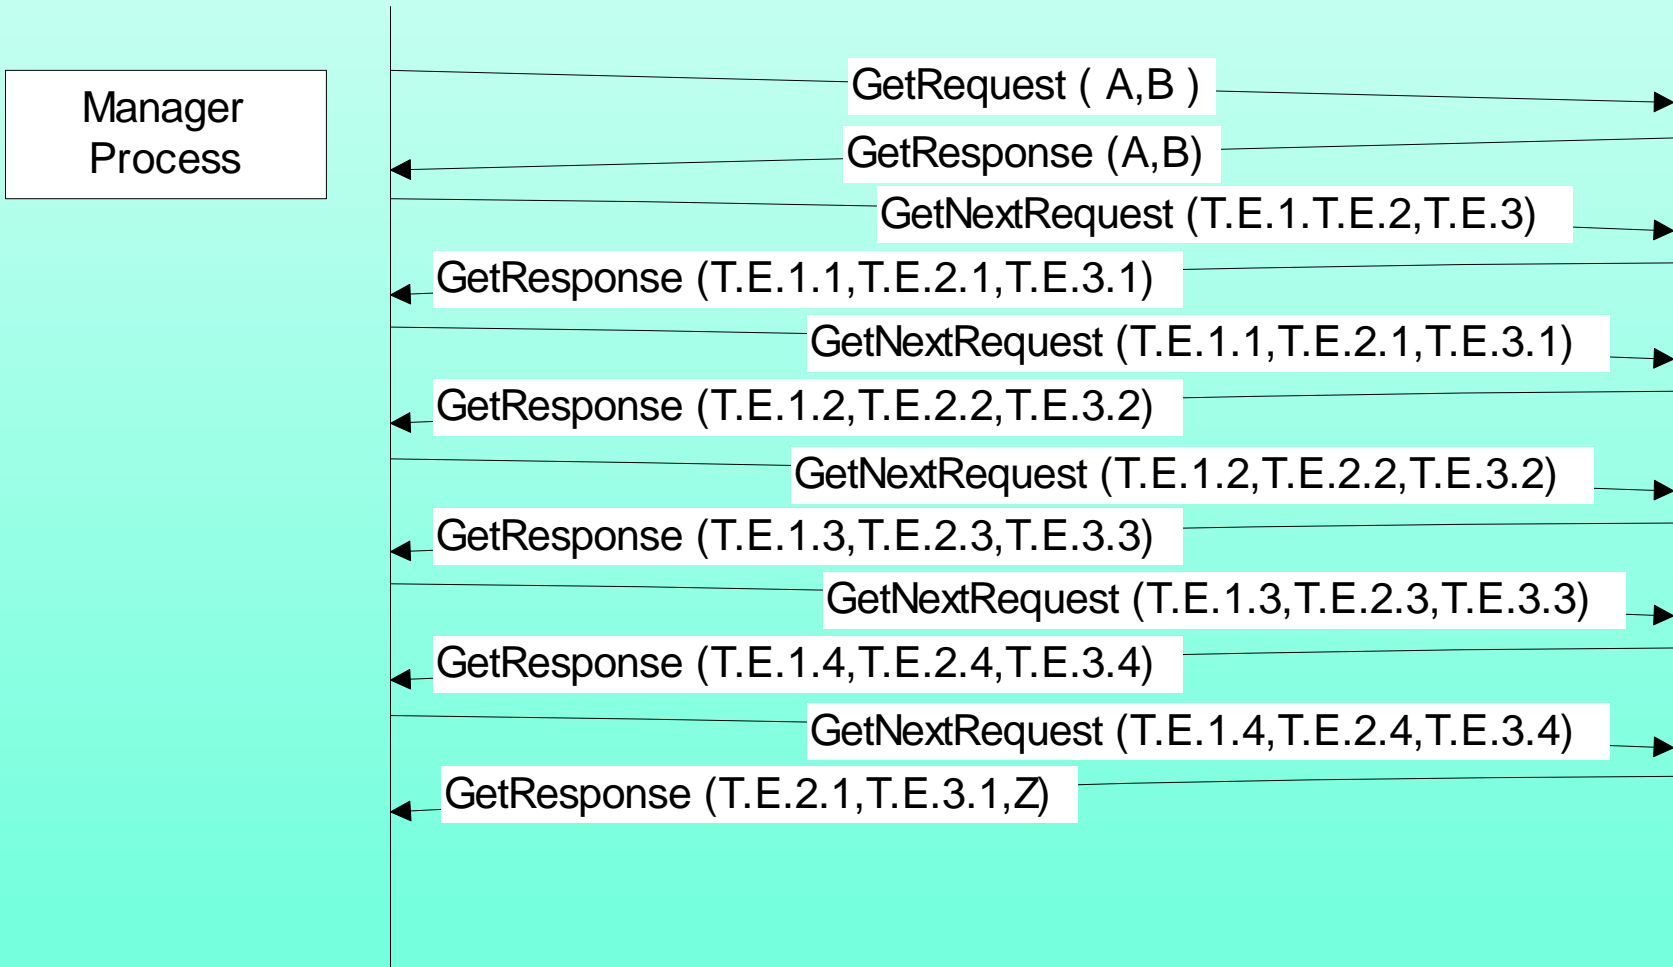 Manager
Process
GetRequest ( A,B )
GetResponse (A,B)
GetNextRequest (T.E.1.T.E.2,T.E.3)
GetResponse (T.E.1.1,T.E.2.1,T.E.3.1)
GetNextRequest (T.E.1.1,T.E.2.1,T.E.3.1)
GetResponse (T.E.1.2,T.E.2.2,T.E.3.2)
GetNextRequest (T.E.1.2,T.E.2.2,T.E.3.2)
GetResponse (T.E.1.3,T.E.2.3,T.E.3.3)
GetNextRequest (T.E.1.3,T.E.2.3,T.E.3.3)
GetResponse (T.E.1.4,T.E.2.4,T.E.3.4)
GetNextRequest (T.E.1.4,T.E.2.4,T.E.3.4)
GetResponse (T.E.2.1,T.E.3.1,Z)